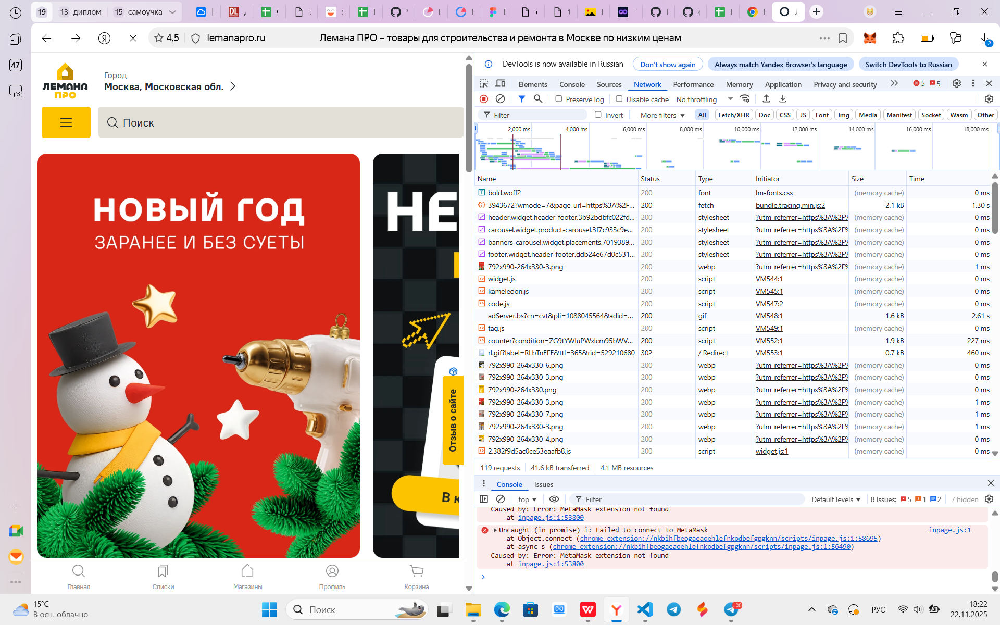 19
13 диплом
15 самоучка
4,5
lemanapro.ru
Лемана ПРО – товары для строительства и ремонта в Москве по низким ценам
2
47
ЛЕМАНА
ПРО
Город
Москва, Московская обл.
Поиск
НОВЫЙ ГОД
ЗАРАНЕЕ И БЕЗ СУЕТЫ
НЕ
Отзыв о сайте
В к
Главная
Списки
Магазины
Профиль
Корзина
DevTools is now available in Russian
Don't show again
Always match Yandex Browser's language
Switch DevTools to Russian
Elements Console Sources Network Performance Memory Application Privacy and security
5 5
Preserve log Disable cache No throttling
Filter Invert More filters All Fetch/XHR Doc CSS JS Font Img Media Manifest Socket Wasm Other
2,000 ms 4,000 ms 6,000 ms 8,000 ms 10,000 ms 12,000 ms 14,000 ms 16,000 ms 18,000 ms
Name Status Type Initiator Size Time
bold.woff2 200 font lm-fonts.css (memory cache) 0 ms
3943672?wmode=7&page-url=https%3A%2F... 200 fetch bundle.tracing.min.js:2 2.1 kB 1.30 s
header.widget.header-footer.3b92bdbfc022fd... 200 stylesheet ?utm_referrer=https%3A%2F% (memory cache) 0 ms
carousel.widget.product-carousel.3f7c933c9e... 200 stylesheet ?utm_referrer=https%3A%2F% (memory cache) 0 ms
banners-carousel.widget.placements.7019389... 200 stylesheet ?utm_referrer=https%3A%2F% (memory cache) 0 ms
footer.widget.header-footer.ddb24e67d0c531... 200 stylesheet ?utm_referrer=https%3A%2F% (memory cache) 0 ms
792x990-264x330-3.png 200 webp ?utm_referrer=https%3A%2F% (memory cache) 1 ms
widget.js 200 script VM544:1 (memory cache) 0 ms
kameleoon.js 200 script VM545:1 (memory cache) 0 ms
code.js 200 script VM547:2 (memory cache) 0 ms
adServer.bs?cn=cvt&pli=1088045564&adid=... 200 gif VM548:1 1.6 kB 2.61 s
tag.js 200 script VM549:1 (memory cache) 0 ms
counter?condition=ZG9tYWluPWxlcm95bWV... 200 script VM552:1 1.9 kB 227 ms
rl.gif?label=RLbTnEFE&ttl=365&rid=529210680 302 / Redirect VM553:1 0.7 kB 460 ms
792x990-264x330-6.png 200 webp ?utm_referrer=https%3A%2F% (memory cache) 0 ms
792x990-264x330-3.png 200 webp ?utm_referrer=https%3A%2F% (memory cache) 0 ms
792x990-264x330.png 200 webp ?utm_referrer=https%3A%2F% (memory cache) 0 ms
792x990-264x330-3.png 200 webp ?utm_referrer=https%3A%2F% (memory cache) 1 ms
792x990-264x330-7.png 200 webp ?utm_referrer=https%3A%2F% (memory cache) 1 ms
792x990-264x330-3.png 200 webp ?utm_referrer=https%3A%2F% (memory cache) 1 ms
792x990-264x330-4.png 200 webp ?utm_referrer=https%3A%2F% (memory cache) 0 ms
2.382f9d5ac0ce53eaafb8.js 200 script widget.js:1 (memory cache) 0 ms
119 requests 41.6 kB transferred 4.1 MB resources
Console Issues
top Filter Default levels 8 Issues: 5 1 2 7 hidden
Caused by: Error: MetaMask extension not found
at inpage.js:1:53800
Uncaught (in promise) i: Failed to connect to MetaMask inpage.js:1
at Object.connect (chrome-extension://nkbihfbeogaeaoehlefnkodbefgpgknn/scripts/inpage.js:1:58695)
at async s (chrome-extension://nkbihfbeogaeaoehlefnkodbefgpgknn/scripts/inpage.js:1:56490)
Caused by: Error: MetaMask extension not found
at inpage.js:1:53800
15°C
В осн. облачно
Поиск
РУС
18:22
22.11.2025